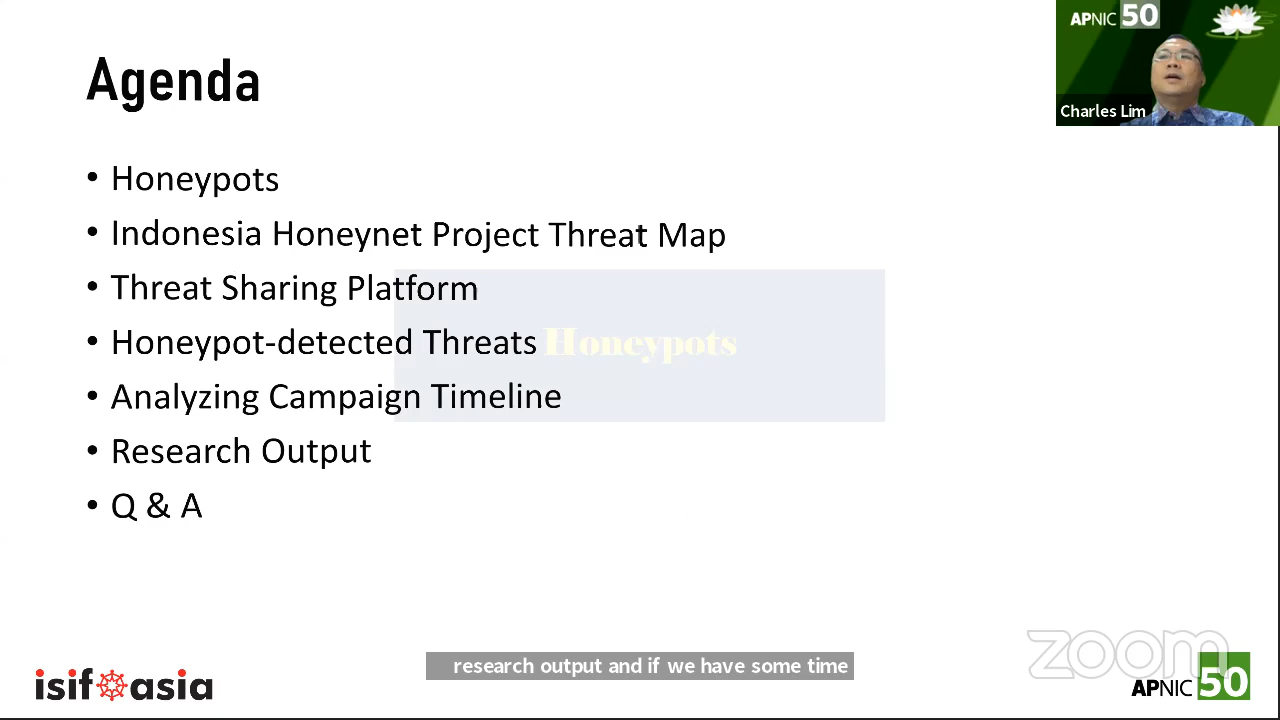 Agenda
APNIC 50
Charles Lim
• Honeypots
• Indonesia Honeynet Project Threat Map
• Threat Sharing Platform
• Honeypot-detected Threats
Honeypots
• Analyzing Campaign Timeline
• Research Output
• Q & A
research output and if we have some time
zoom
isif asia
APNIC 50